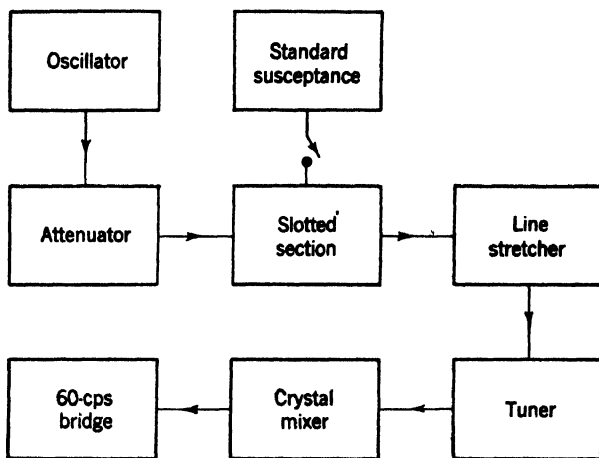 Oscillator
Standard
susceptance
Attenuator
Slotted
section
Line
stretcher
60-cps
bridge
Crystal
mixer
Tuner